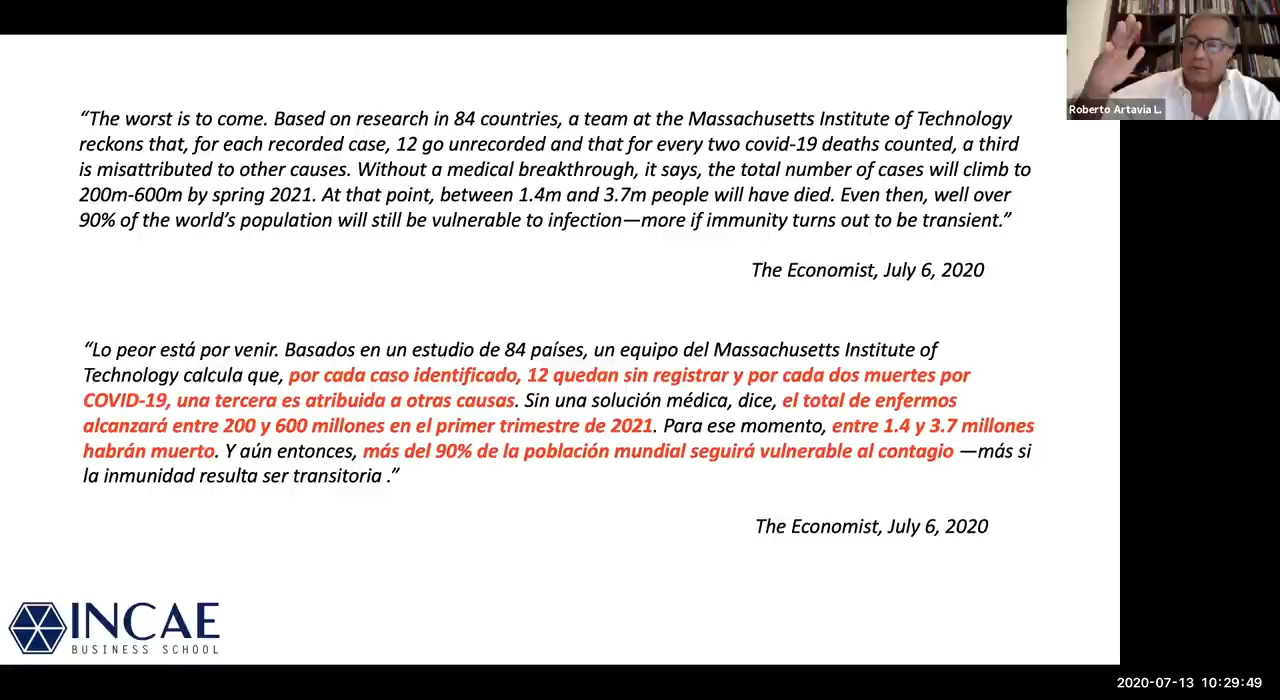 “The worst is to come. Based on research in 84 countries, a team at the Massachusetts Institute of Technology
reckons that, for each recorded case, 12 go unrecorded and that for every two covid-19 deaths counted, a third
is misattributed to other causes. Without a medical breakthrough, it says, the total number of cases will climb to
200m-600m by spring 2021. At that point, between 1.4m and 3.7m people will have died. Even then, well over
90% of the world’s population will still be vulnerable to infection—more if immunity turns out to be transient.”
The Economist, July 6, 2020
“Lo peor está por venir. Basados en un estudio de 84 países, un equipo del Massachusetts Institute of
Technology calcula que, por cada caso identificado, 12 quedan sin registrar y por cada dos muertes por
COVID-19, una tercera es atribuida a otras causas. Sin una solución médica, dice, el total de enfermos
alcanzará entre 200 y 600 millones en el primer trimestre de 2021. Para ese momento, entre 1.4 y 3.7 millones
habrán muerto. Y aún entonces, más del 90% de la población mundial seguirá vulnerable al contagio —más si
la inmunidad resulta ser transitoria .”
The Economist, July 6, 2020
INCAE
BUSINESS SCHOOL
Roberto Artavia L.
2020-07-13 10:29:49